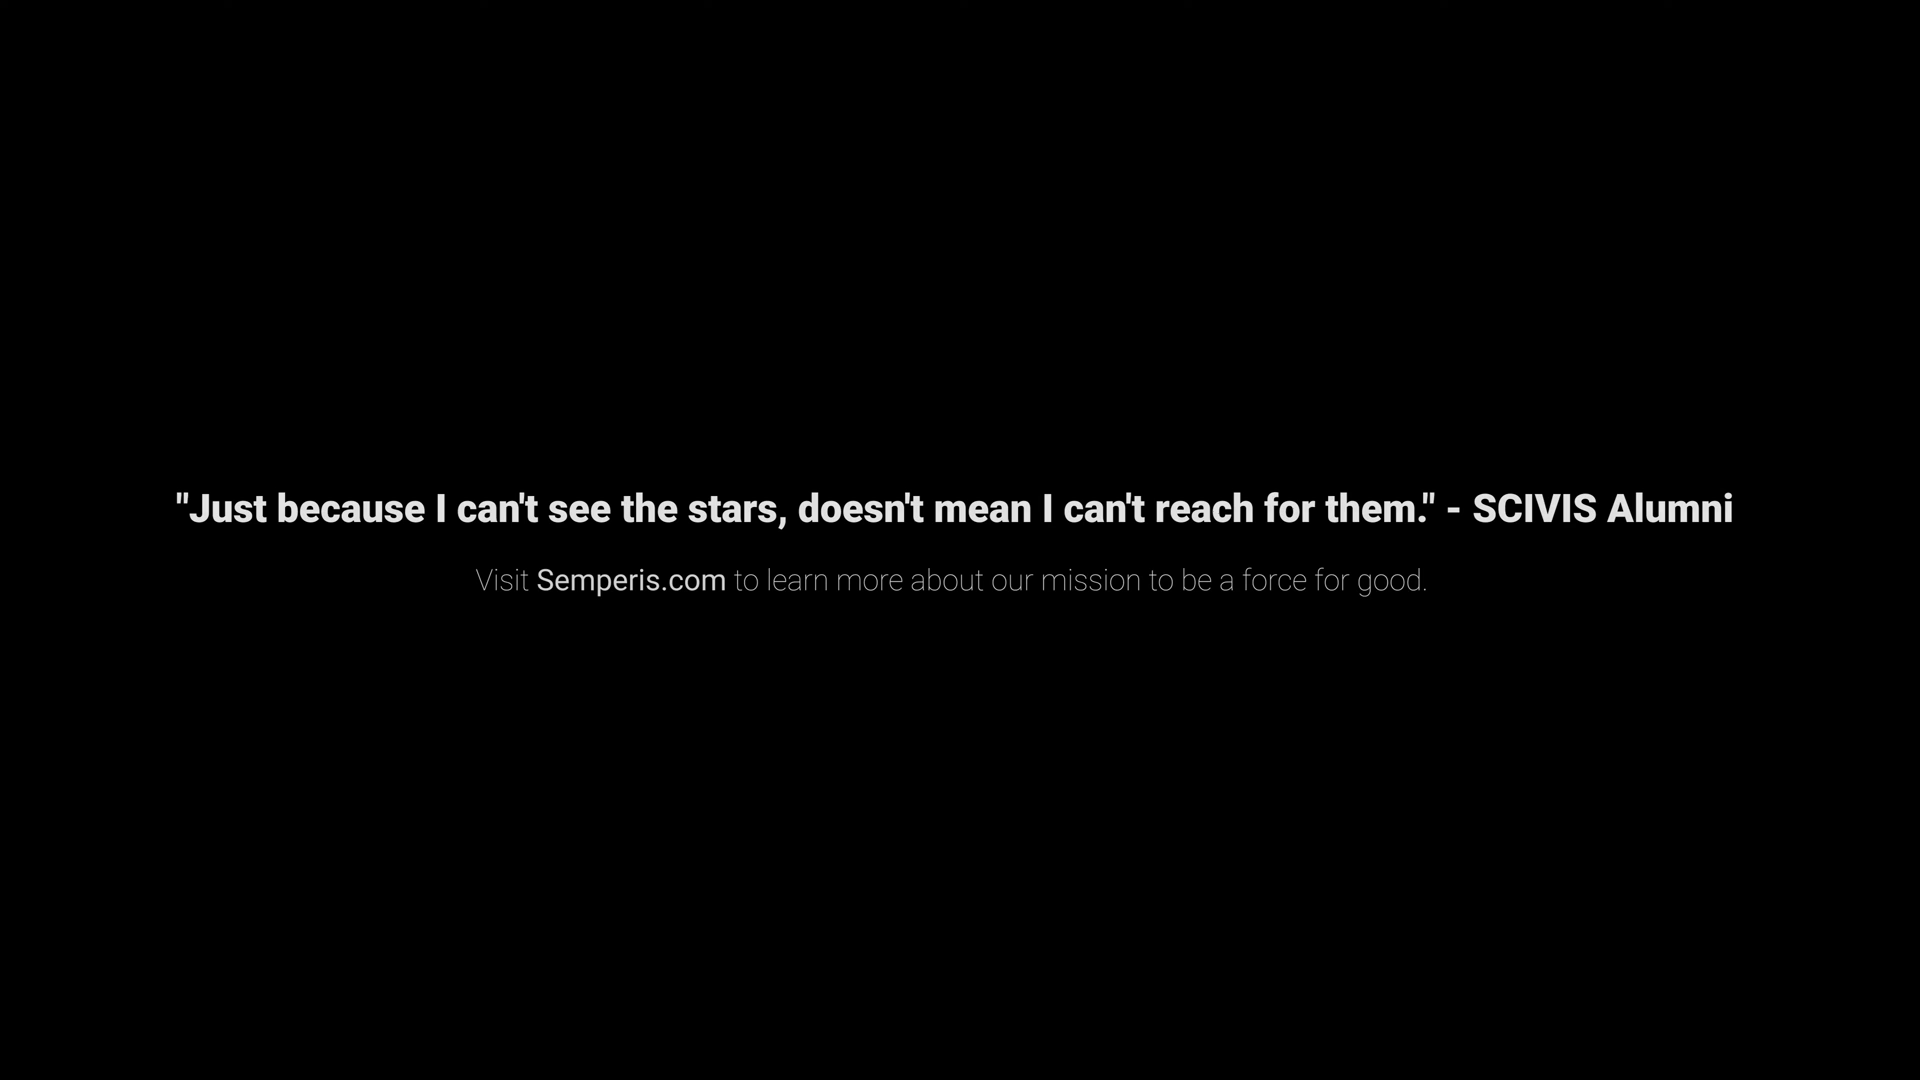 "Just because I can't see the stars, doesn't mean I can't reach for them." - SCIVIS Alumni
Visit Semperis.com to learn more about our mission to be a force for good.